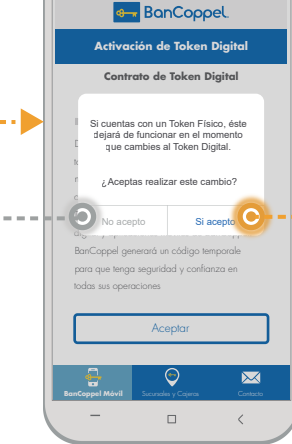 BanCoppel.
Activación de Token Digital
Contrato de Token Digital
Si cuentas con un Token Físico, éste
dejará de funcionar en el momento
que cambies al Token Digital.
¿Aceptas realizar este cambio?
No acepto
Si acepto
BanCoppel generará un código temporale
para que tenga seguridad y confianza en
todas sus operaciones
Aceptar
BanCoppel Móvil
Sucursales y Cajeros
Contacto